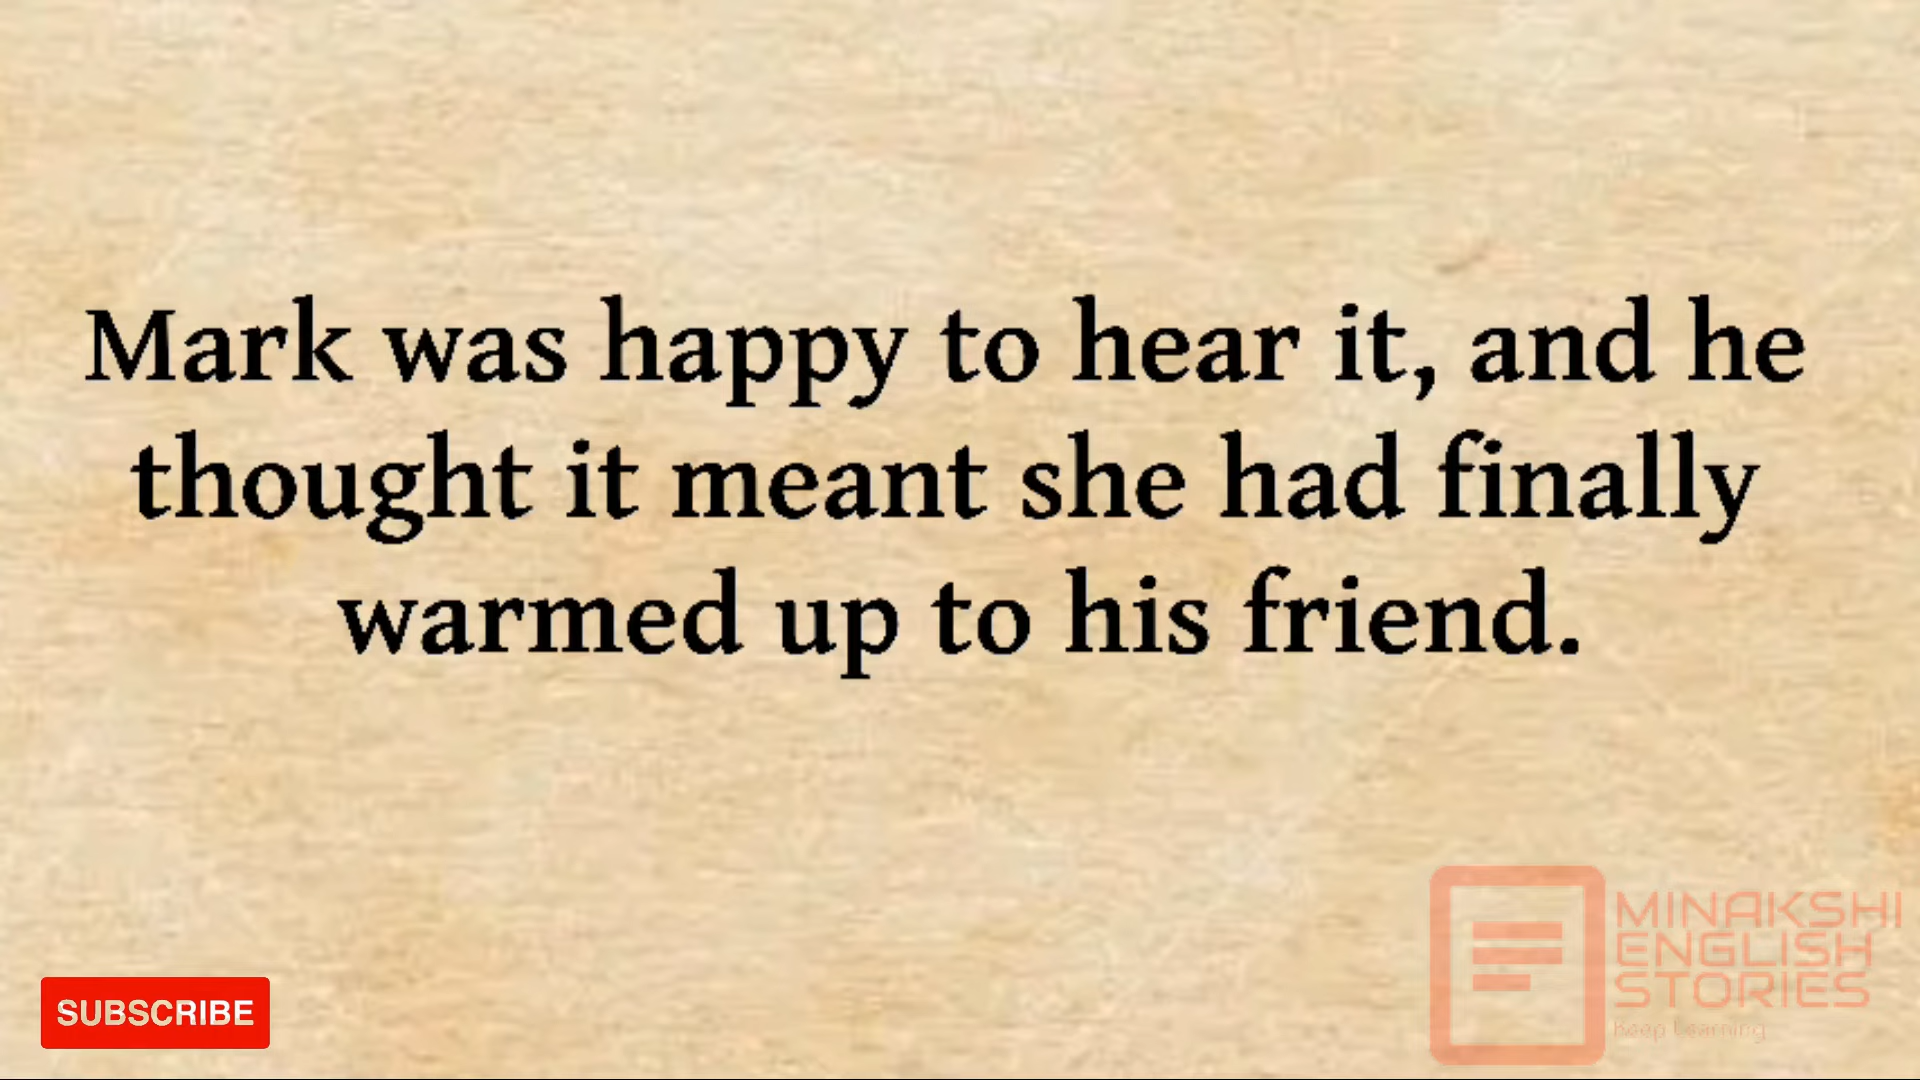 Mark was happy to hear it, and he
thought it meant she had finally
warmed up to his friend.
SUBSCRIBE
MINAKSHI
ENGLISH
STORIES
Keep Learning